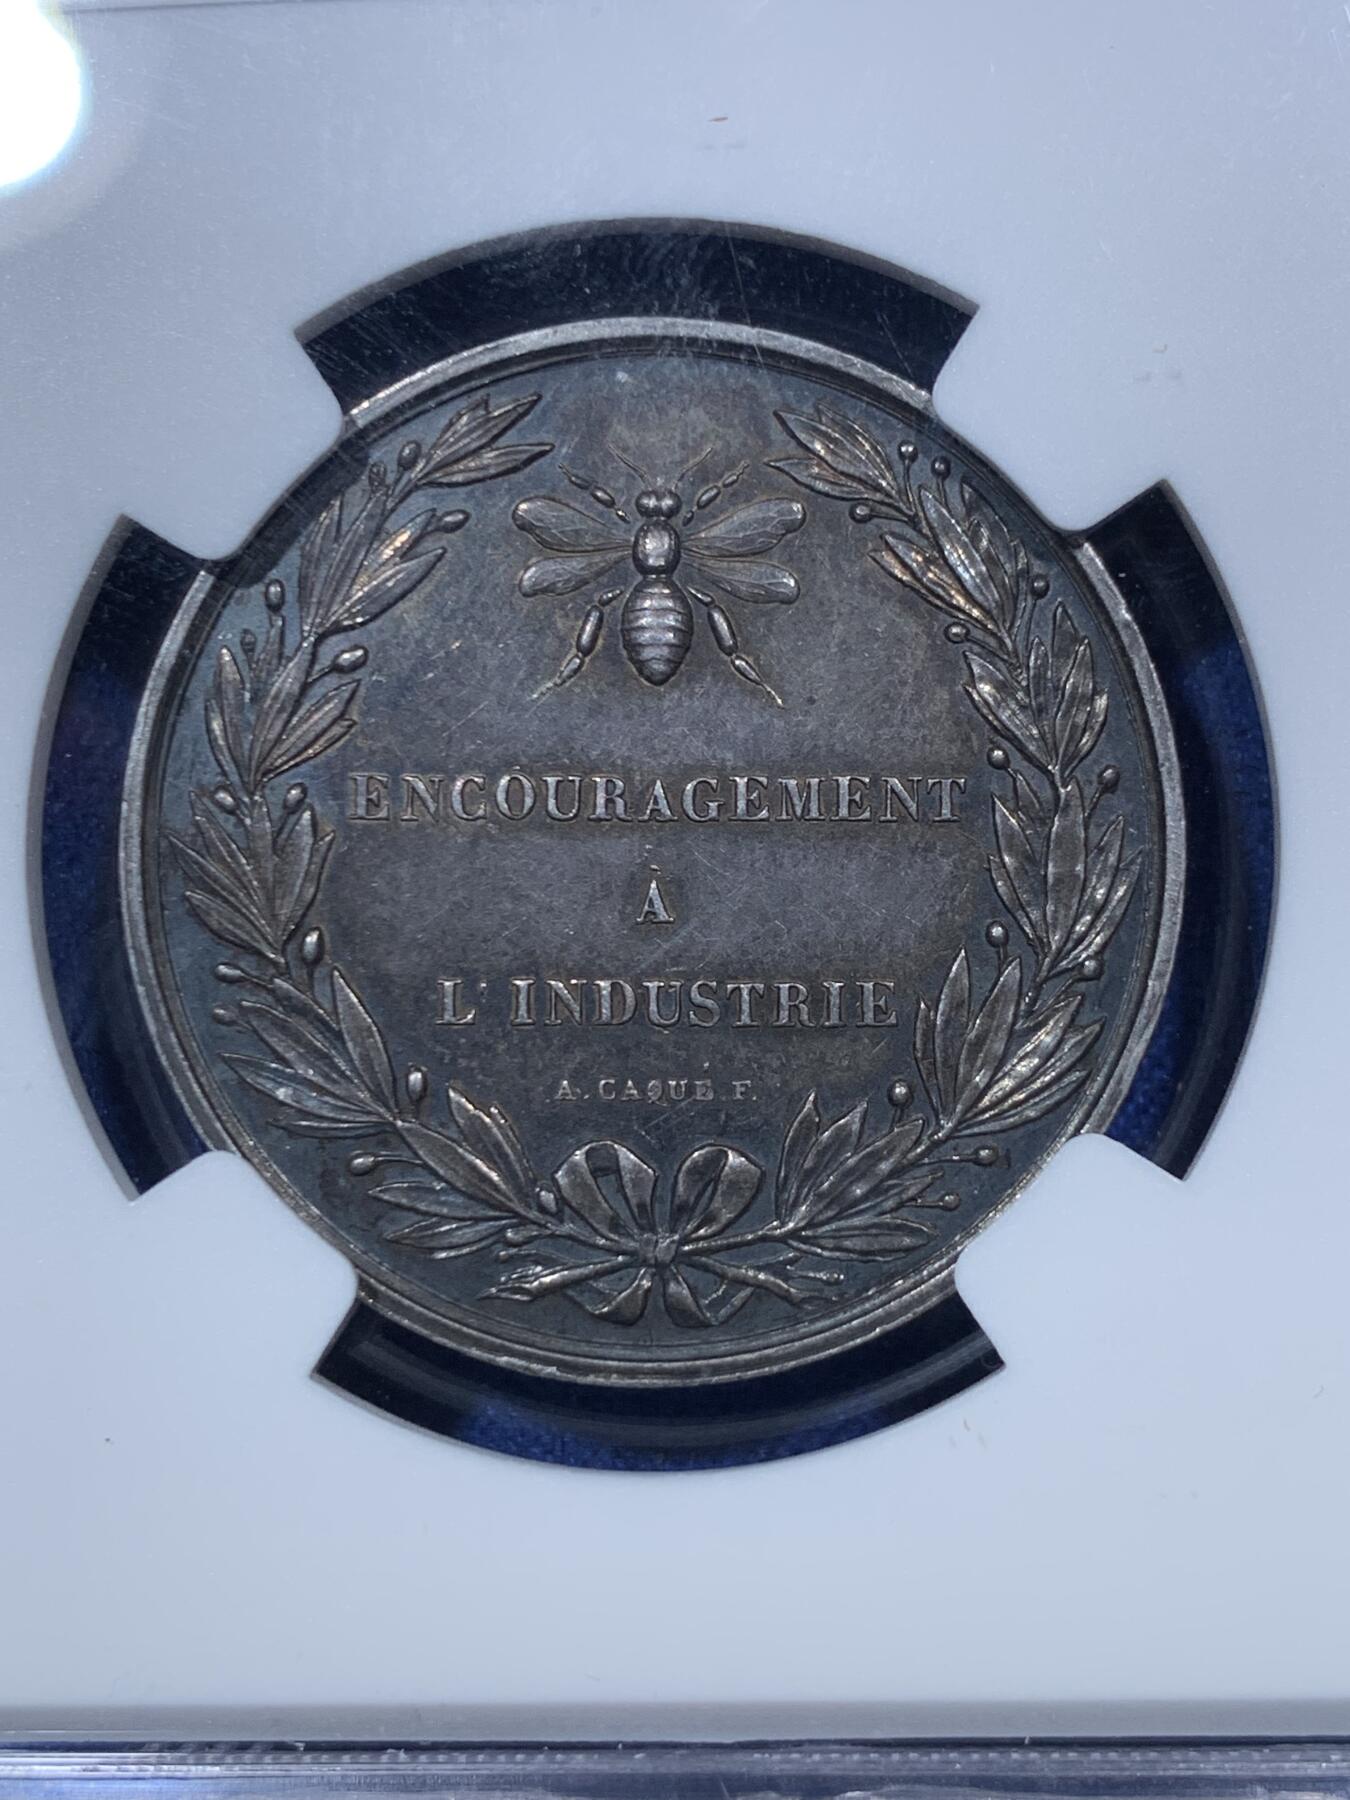 ENCOURAGEMENT
À
L'INDUSTRIE
A. CAQUÉ F.